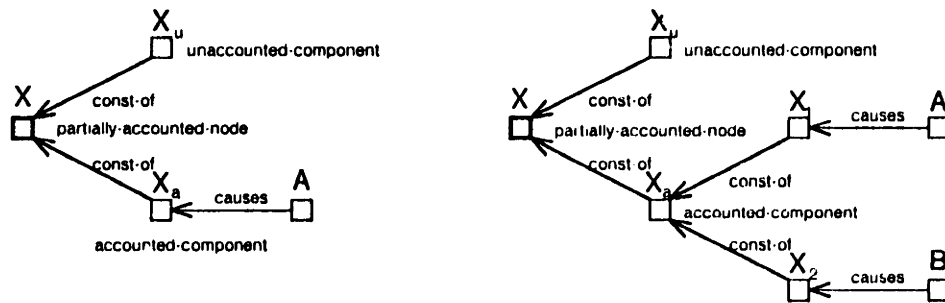 X u
unaccounted-component
const-of
X
partially-accounted-node
const-of
X a
A
causes
accounted-component
X u
unaccounted-component
const-of
X
X 1
causes
A
partially-accounted-node
const-of
X a
const-of
accounted-component
const-of
X 2
causes
B